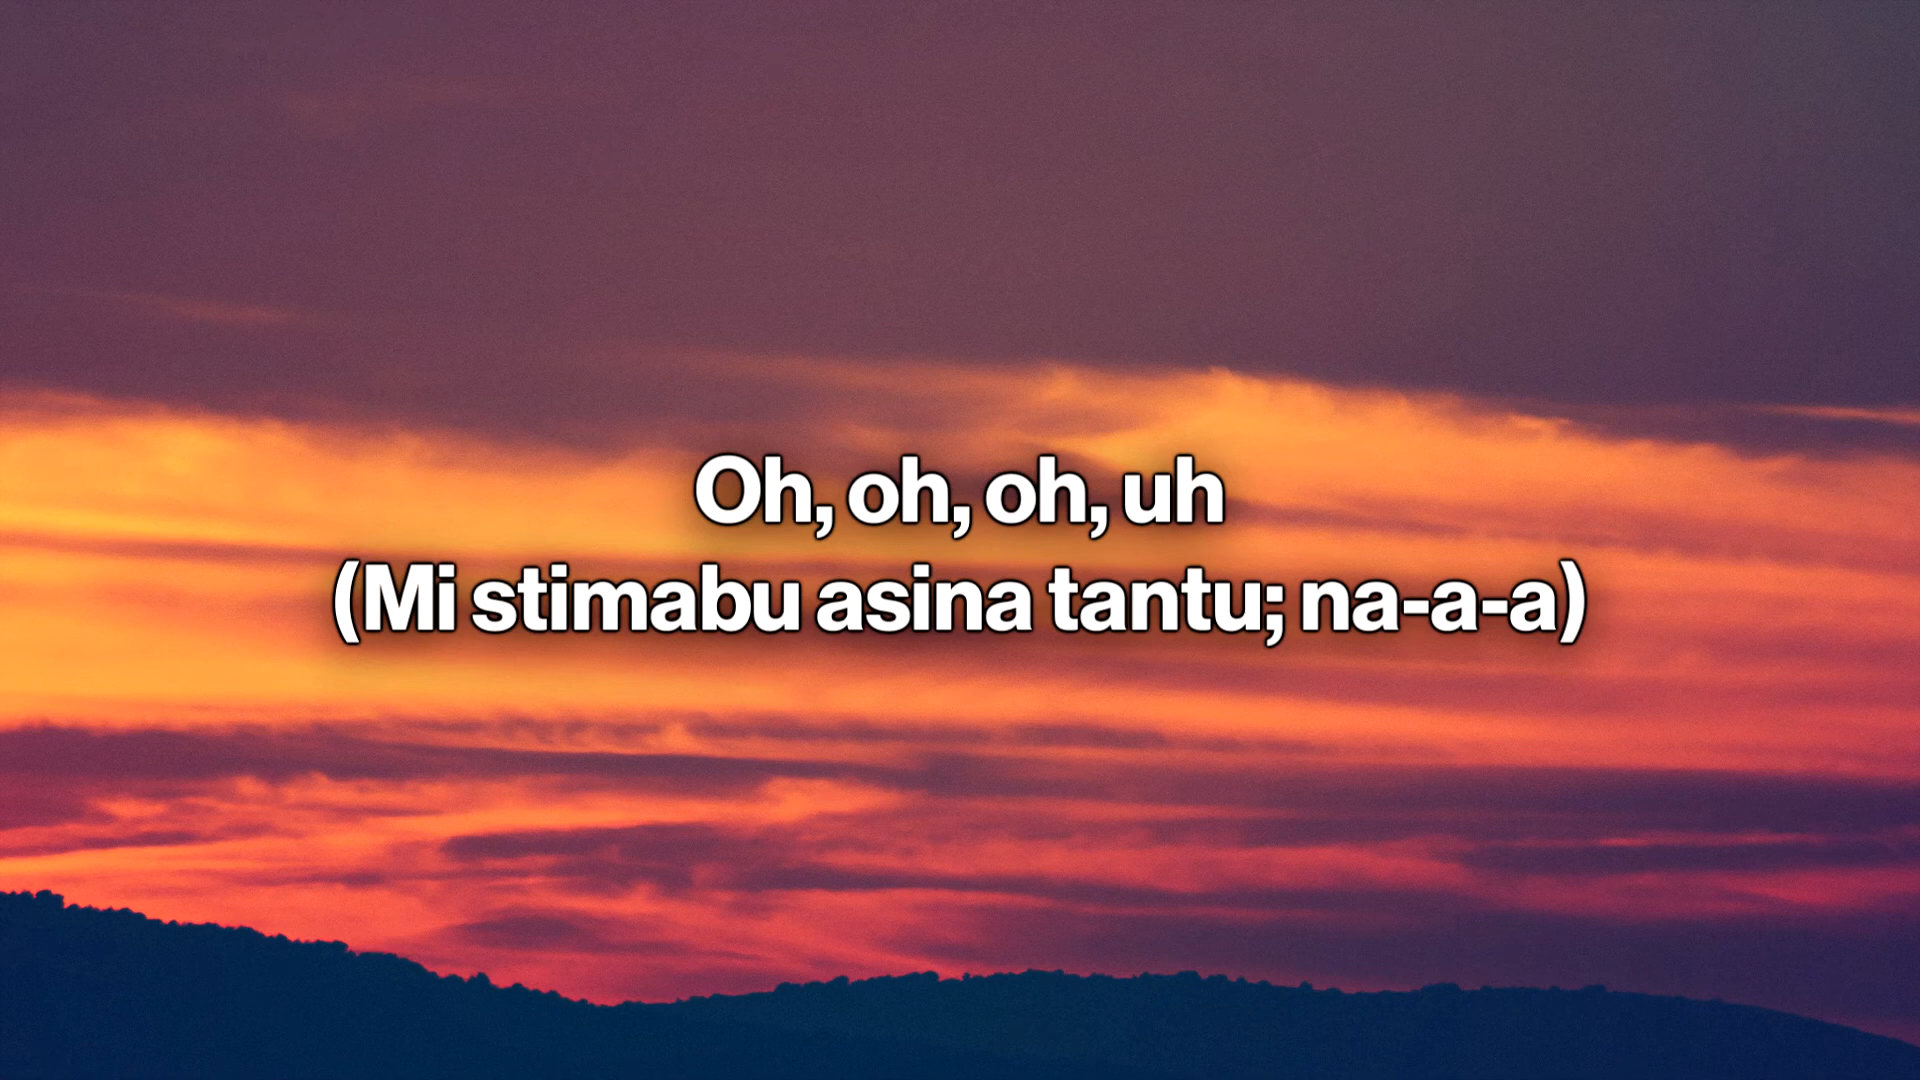 Oh, oh, oh, uh
(Mi stimabu asina tantu; na-a-a)